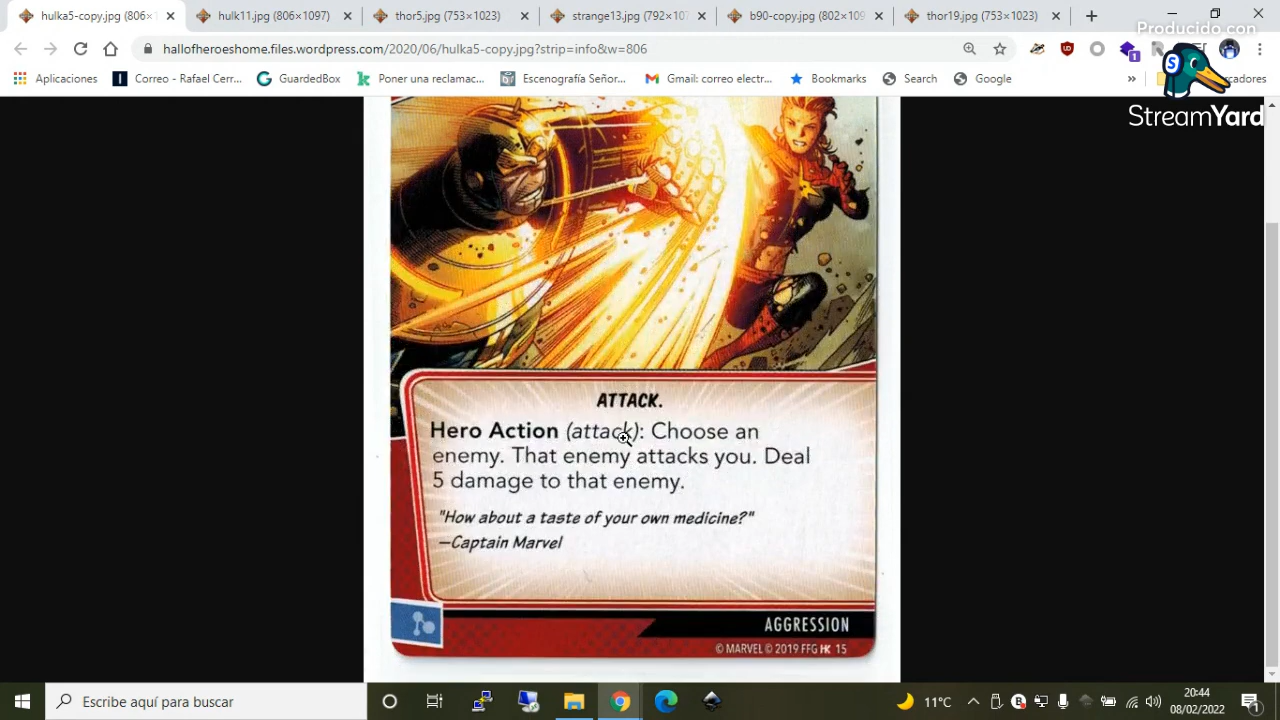 hulka5-copy.jpg (806×
hulk11.jpg (806×1097)
thor5.jpg (753×1023)
strange13.jpg (792×10
b90-copy.jpg (802×109
thor19.jpg (753×1023)
Producido con
hallofheroeshome.files.wordpress.com/2020/06/hulka5-copy.jpg?strip=info&w=806
Aplicaciones
Correo - Rafael Cerr...
GuardedBox
Poner una reclamac...
Escenografía Señor...
Gmail: correo electr...
Bookmarks
Search
Google
»
StreamYard
ATTACK.
Hero Action (attack): Choose an
enemy. That enemy attacks you. Deal
5 damage to that enemy.
"How about a taste of your own medicine?"
—Captain Marvel
AGGRESSION
© MARVEL © 2019 FFG HK 15
Escribe aquí para buscar
11°C
20:44
08/02/2022